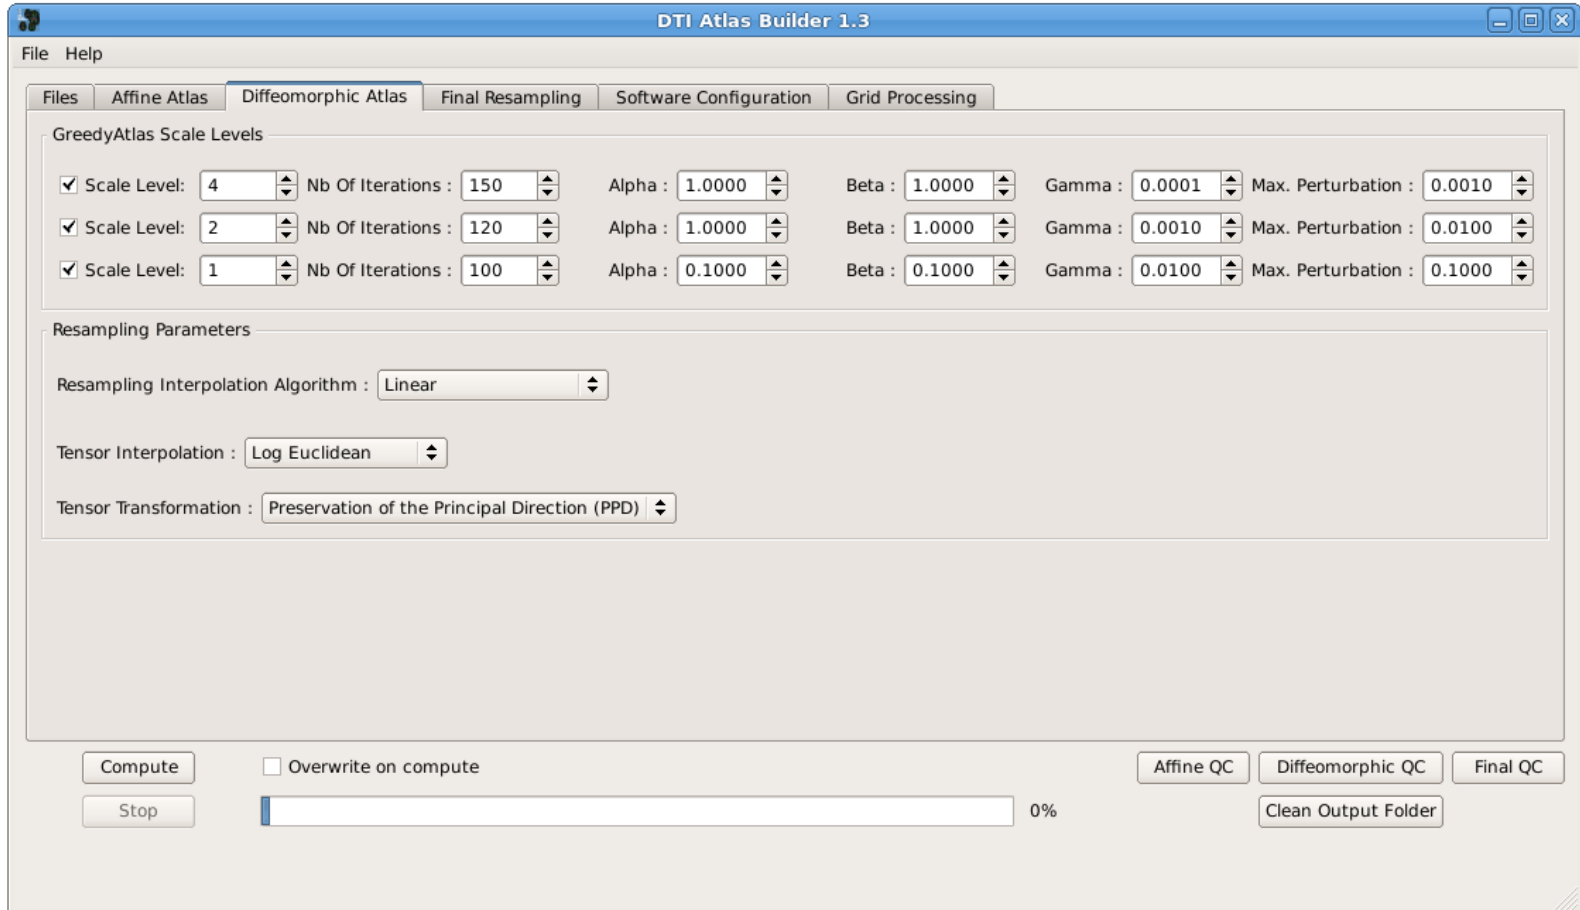 DTI Atlas Builder 1.3
File Help
Files Affine Atlas Diffeomorphic Atlas Final Resampling Software Configuration Grid Processing
GreedyAtlas Scale Levels
Scale Level: 4 Nb Of Iterations : 150 Alpha : 1.0000 Beta : 1.0000 Gamma : 0.0001 Max. Perturbation : 0.0010
Scale Level: 2 Nb Of Iterations : 120 Alpha : 1.0000 Beta : 1.0000 Gamma : 0.0010 Max. Perturbation : 0.0100
Scale Level: 1 Nb Of Iterations : 100 Alpha : 0.1000 Beta : 0.1000 Gamma : 0.0100 Max. Perturbation : 0.1000
Resampling Parameters
Resampling Interpolation Algorithm : Linear
Tensor Interpolation : Log Euclidean
Tensor Transformation : Preservation of the Principal Direction (PPD)
Compute Overwrite on compute Affine QC Diffeomorphic QC Final QC
Stop 0% Clean Output Folder